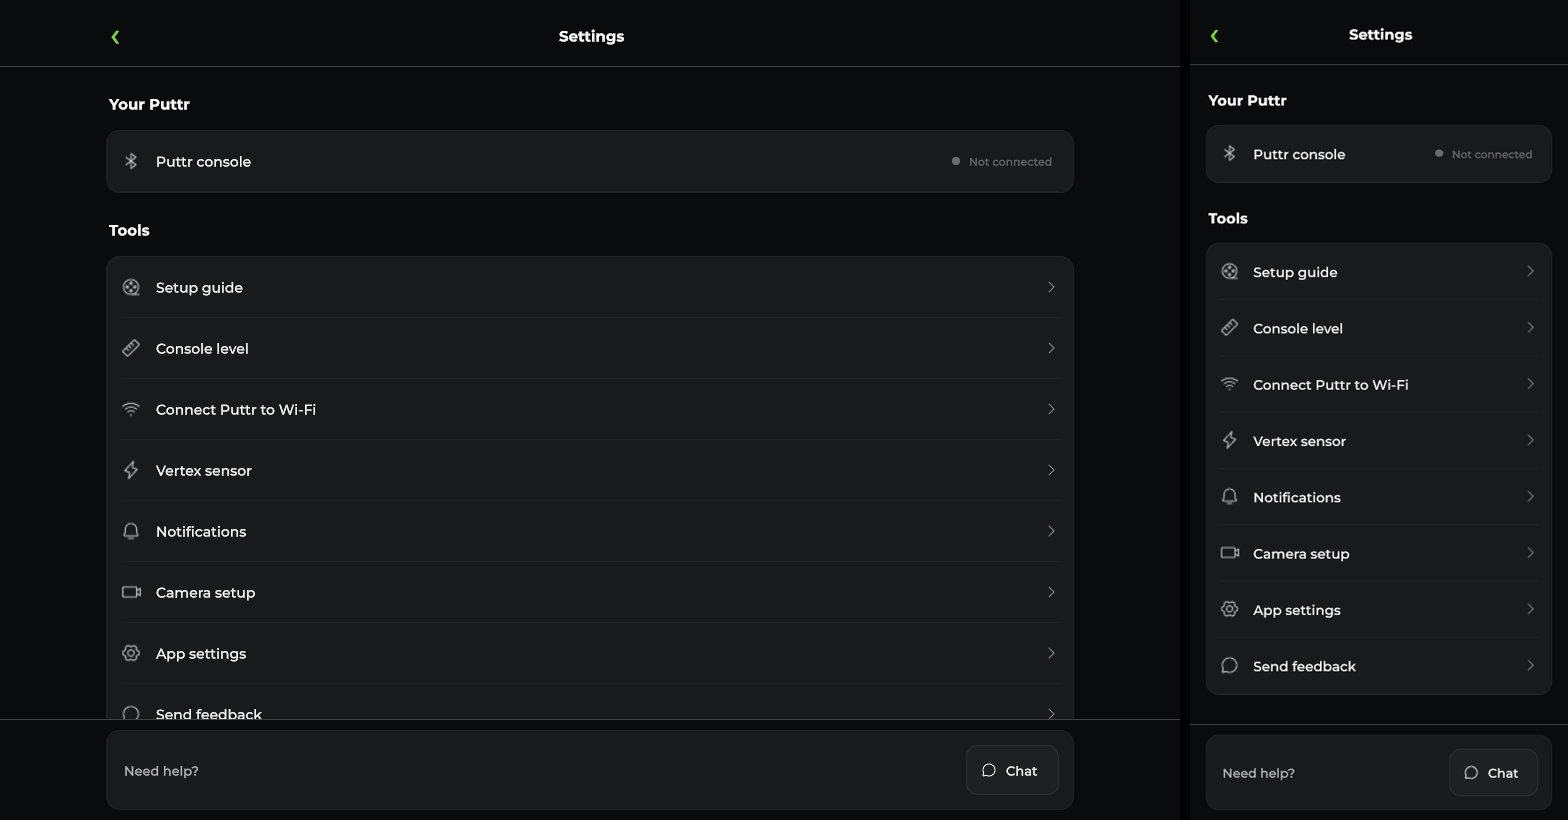 Settings
Your Puttr
Puttr console
Not connected
Tools
Setup guide
Console level
Connect Puttr to Wi-Fi
Vertex sensor
Notifications
Camera setup
App settings
Send feedback
Need help?
Chat
Settings
Your Puttr
Puttr console
Not connected
Tools
Setup guide
Console level
Connect Puttr to Wi-Fi
Vertex sensor
Notifications
Camera setup
App settings
Send feedback
Need help?
Chat